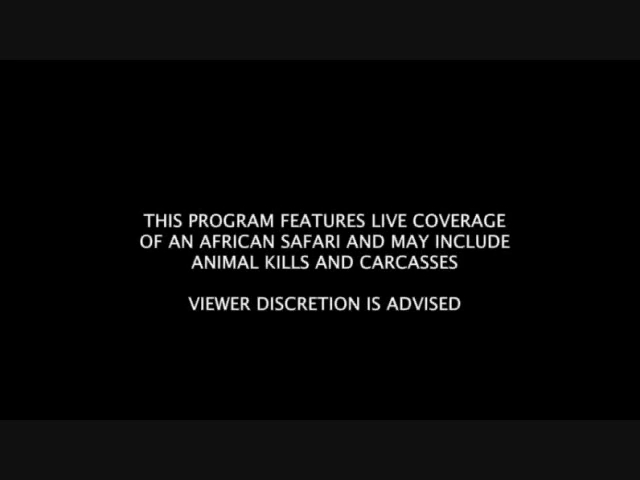 THIS PROGRAM FEATURES LIVE COVERAGE
OF AN AFRICAN SAFARI AND MAY INCLUDE
ANIMAL KILLS AND CARCASSES
VIEWER DISCRETION IS ADVISED